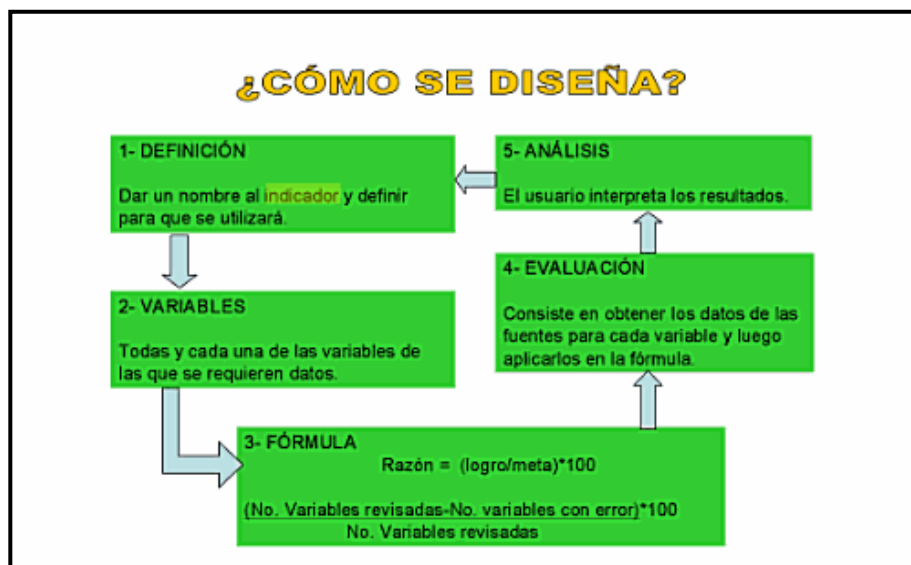 ¿CÓMO SE DISEÑA?
1- DEFINICIÓN
Dar un nombre al indicador y definir
para que se utilizará.
2- VARIABLES
Todas y cada una de las variables de
las que se requieren datos.
3- FÓRMULA
Razón = (logro/meta)*100
(No. Variables revisadas-No. variables con error)*100
No. Variables revisadas
4- EVALUACIÓN
Consiste en obtener los datos de las
fuentes para cada variable y luego
aplicarlos en la fórmula.
5- ANÁLISIS
El usuario interpreta los resultados.